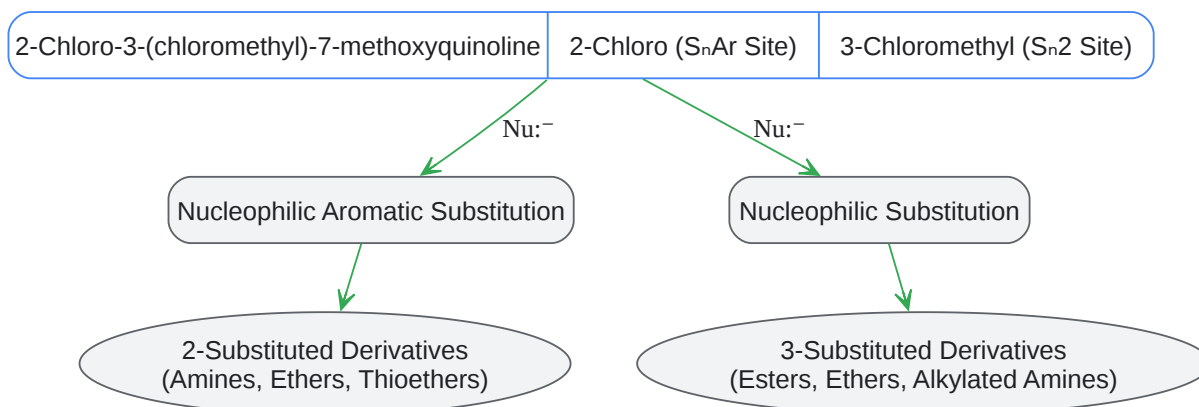 2-Chloro-3-(chloromethyl)-7-methoxyquinoline
2-Chloro (SₙAr Site)
3-Chloromethyl (Sₙ2 Site)
Nu:⁻
Nu:⁻
Nucleophilic Aromatic Substitution
Nucleophilic Substitution
2-Substituted Derivatives
(Amines, Ethers, Thioethers)
3-Substituted Derivatives
(Esters, Ethers, Alkylated Amines)